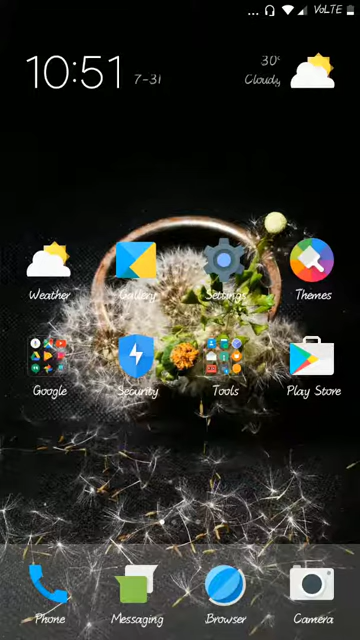 ... VoLTE
10:51 7-31
30°
Cloudy
Weather Gallery Settings Themes
Google Security Tools Play Store
Phone Messaging Browser Camera